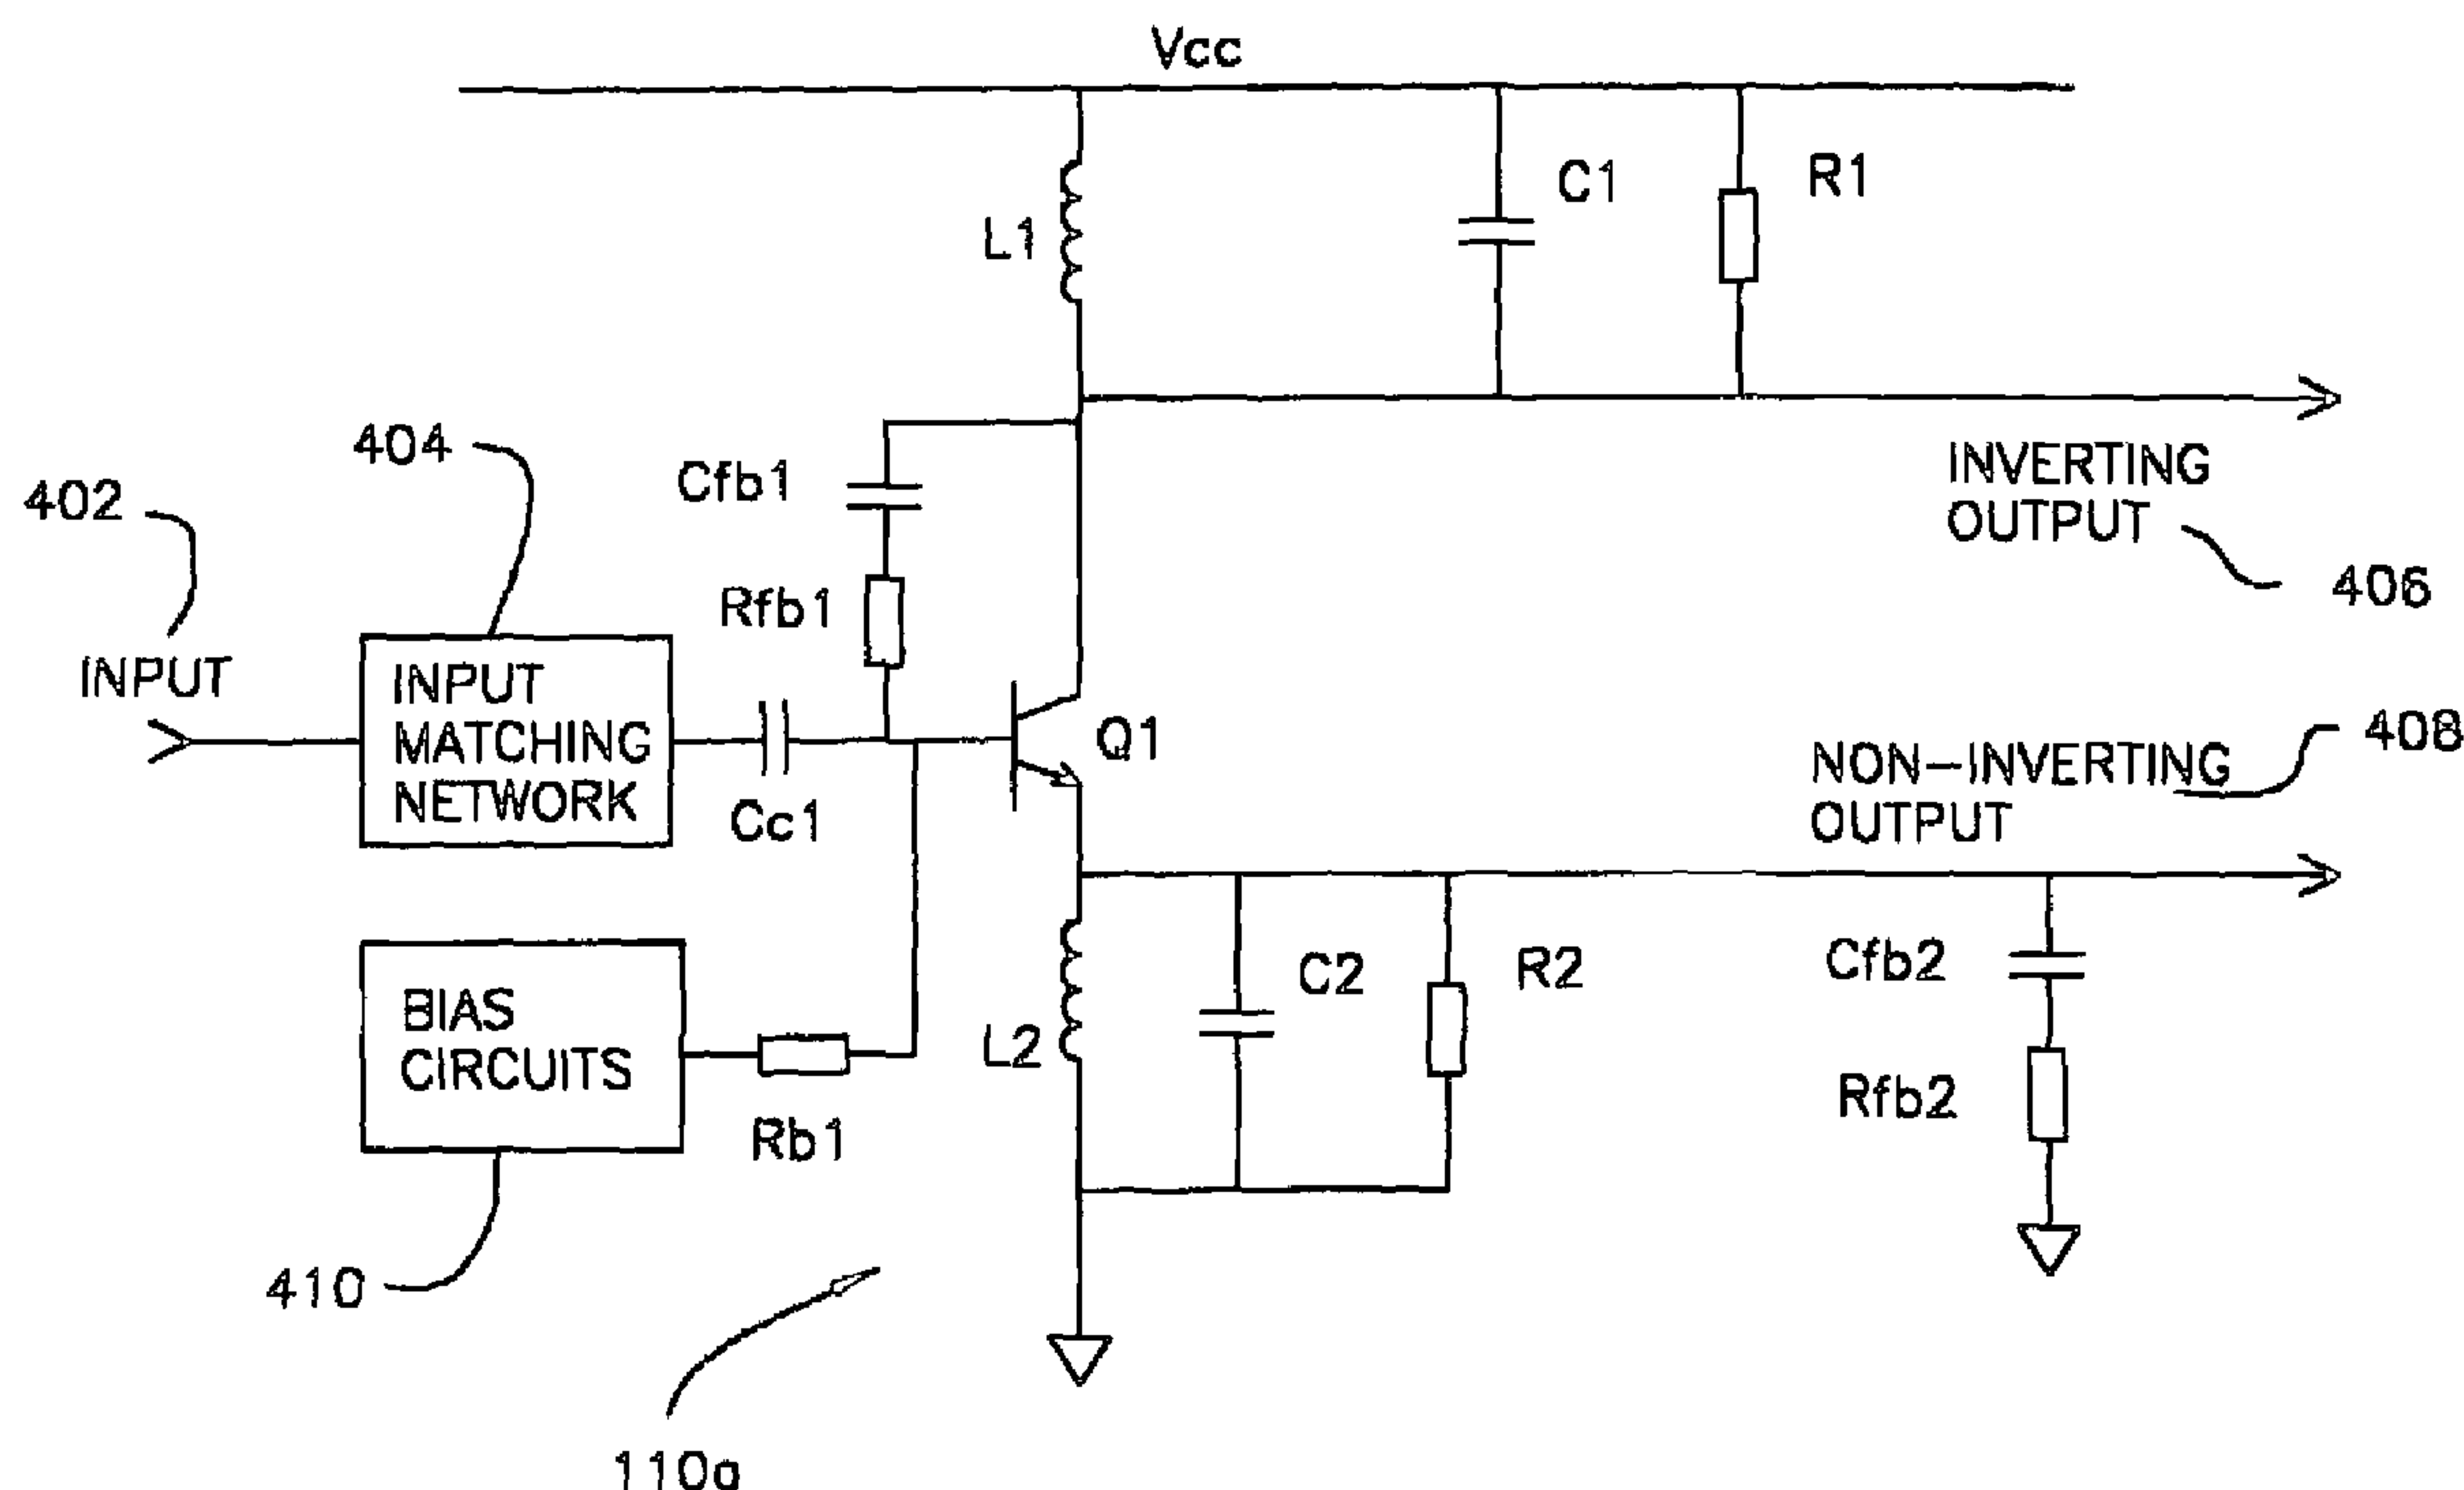 Vcc
C1
R1
L1
404
Cfb1
INVERTING
OUTPUT
402
406
Rfb1
INPUT
INPUT
MATCHING
NETWORK
Q1
408
NON-INVERTING
OUTPUT
Cc1
Cfb2
C2
R2
BIAS
CIRCUITS
L2
Rfb2
Rb1
410
110a